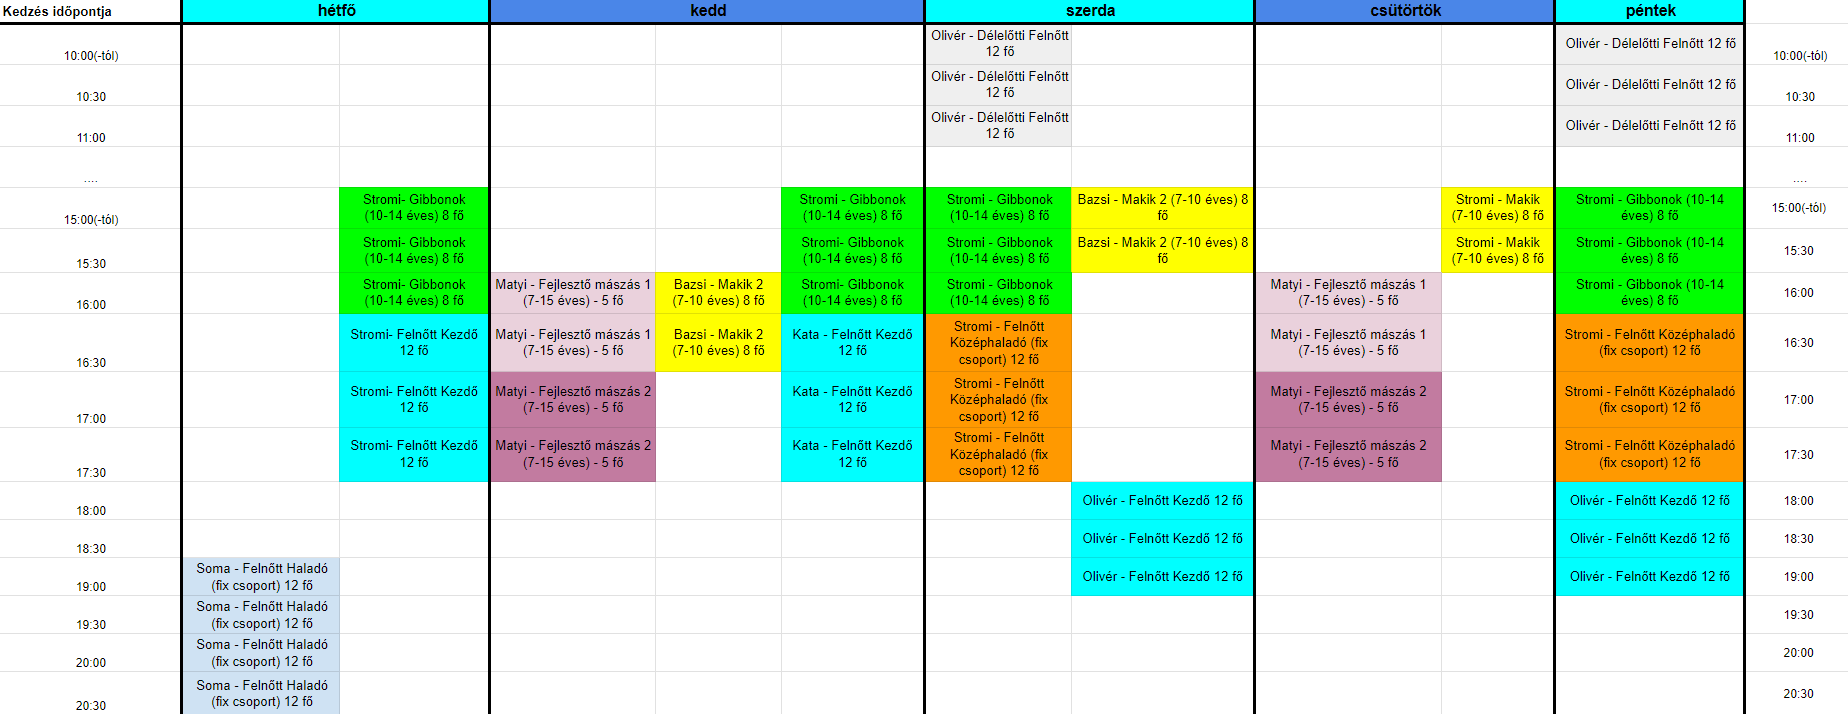 Kedzés időpontja hétfő kedd szerda csütörtök péntek
Olivér - Délelőtti Felnőtt
12 fő
Olivér - Délelőtti Felnőtt 12 fő
10:00(-tól) 10:00(-tól)
Olivér - Délelőtti Felnőtt
12 fő
Olivér - Délelőtti Felnőtt 12 fő
10:30 10:30
Olivér - Délelőtti Felnőtt
12 fő
Olivér - Délelőtti Felnőtt 12 fő
11:00 11:00
.... ....
15:00(-tól)
Stromi - Gibbonok
(10-14 éves) 8 fő
Stromi - Gibbonok
(10-14 éves) 8 fő
Stromi - Gibbonok
(10-14 éves) 8 fő
Bazsi - Makik 2 (7-10 éves) 8
fő
Stromi - Makik
(7-10 éves) 8 fő
Stromi - Gibbonok (10-14
éves) 8 fő
15:00(-tól)
15:30
Stromi- Gibbonok
(10-14 éves) 8 fő
Stromi- Gibbonok
(10-14 éves) 8 fő
Stromi - Gibbonok
(10-14 éves) 8 fő
Bazsi - Makik 2 (7-10 éves) 8
fő
Stromi - Makik
(7-10 éves) 8 fő
Stromi - Gibbonok (10-14
éves) 8 fő
15:30
16:00
Stromi- Gibbonok
(10-14 éves) 8 fő
Matyi - Fejlesztő mászás 1
(7-15 éves) - 5 fő
Bazsi - Makik 2
(7-10 éves) 8 fő
Stromi- Gibbonok
(10-14 éves) 8 fő
Stromi - Gibbonok
(10-14 éves) 8 fő
Matyi - Fejlesztő mászás 1
(7-15 éves) - 5 fő
Stromi - Gibbonok (10-14
éves) 8 fő
16:00
16:30
Stromi- Felnőtt Kezdő
12 fő
Matyi - Fejlesztő mászás 1
(7-15 éves) - 5 fő
Bazsi - Makik 2
(7-10 éves) 8 fő
Kata - Felnőtt Kezdő
12 fő
Stromi - Felnőtt
Középhaladó (fix
csoport) 12 fő
Matyi - Fejlesztő mászás 1
(7-15 éves) - 5 fő
Stromi - Felnőtt Középhaladó
(fix csoport) 12 fő
16:30
17:00
Stromi- Felnőtt Kezdő
12 fő
Matyi - Fejlesztő mászás 2
(7-15 éves) - 5 fő
Kata - Felnőtt Kezdő
12 fő
Stromi - Felnőtt
Középhaladó (fix
csoport) 12 fő
Matyi - Fejlesztő mászás 2
(7-15 éves) - 5 fő
Stromi - Felnőtt Középhaladó
(fix csoport) 12 fő
17:00
17:30
Stromi- Felnőtt Kezdő
12 fő
Matyi - Fejlesztő mászás 2
(7-15 éves) - 5 fő
Kata - Felnőtt Kezdő
12 fő
Stromi - Felnőtt
Középhaladó (fix
csoport) 12 fő
Matyi - Fejlesztő mászás 2
(7-15 éves) - 5 fő
Stromi - Felnőtt Középhaladó
(fix csoport) 12 fő
17:30
18:00 Olivér - Felnőtt Kezdő 12 fő Olivér - Felnőtt Kezdő 12 fő 18:00
18:30 Olivér - Felnőtt Kezdő 12 fő Olivér - Felnőtt Kezdő 12 fő 18:30
19:00
Soma - Felnőtt Haladó
(fix csoport) 12 fő
Olivér - Felnőtt Kezdő 12 fő Olivér - Felnőtt Kezdő 12 fő 19:00
19:30
Soma - Felnőtt Haladó
(fix csoport) 12 fő
19:30
20:00
Soma - Felnőtt Haladó
(fix csoport) 12 fő
20:00
20:30
Soma - Felnőtt Haladó
(fix csoport) 12 fő
20:30